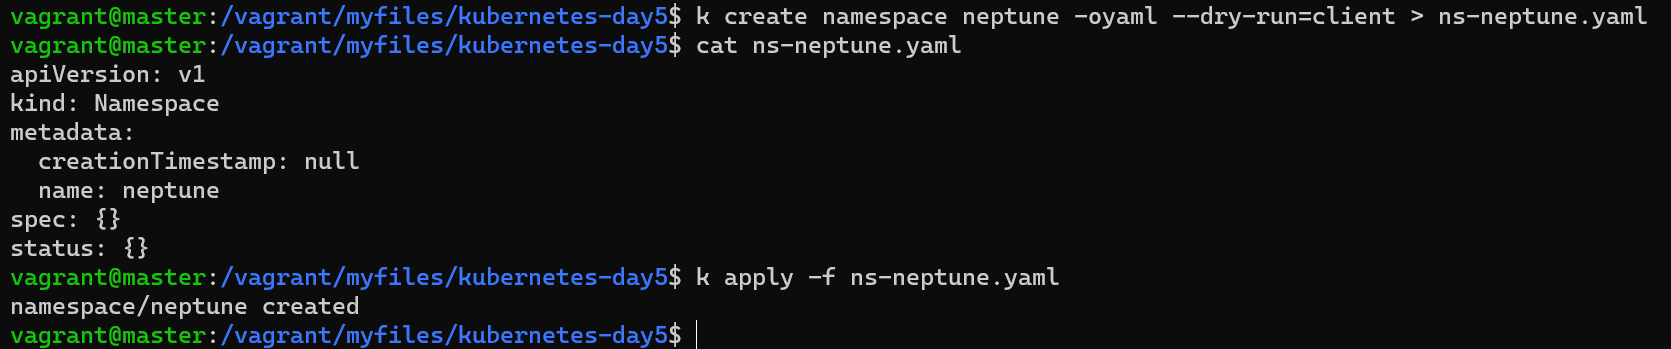 vagrant@master:/vagrant/myfiles/kubernetes-day5$ k create namespace neptune -oyaml --dry-run=client > ns-neptune.yaml
vagrant@master:/vagrant/myfiles/kubernetes-day5$ cat ns-neptune.yaml
apiVersion: v1
kind: Namespace
metadata:
  creationTimestamp: null
  name: neptune
spec: {}
status: {}
vagrant@master:/vagrant/myfiles/kubernetes-day5$ k apply -f ns-neptune.yaml
namespace/neptune created
vagrant@master:/vagrant/myfiles/kubernetes-day5$